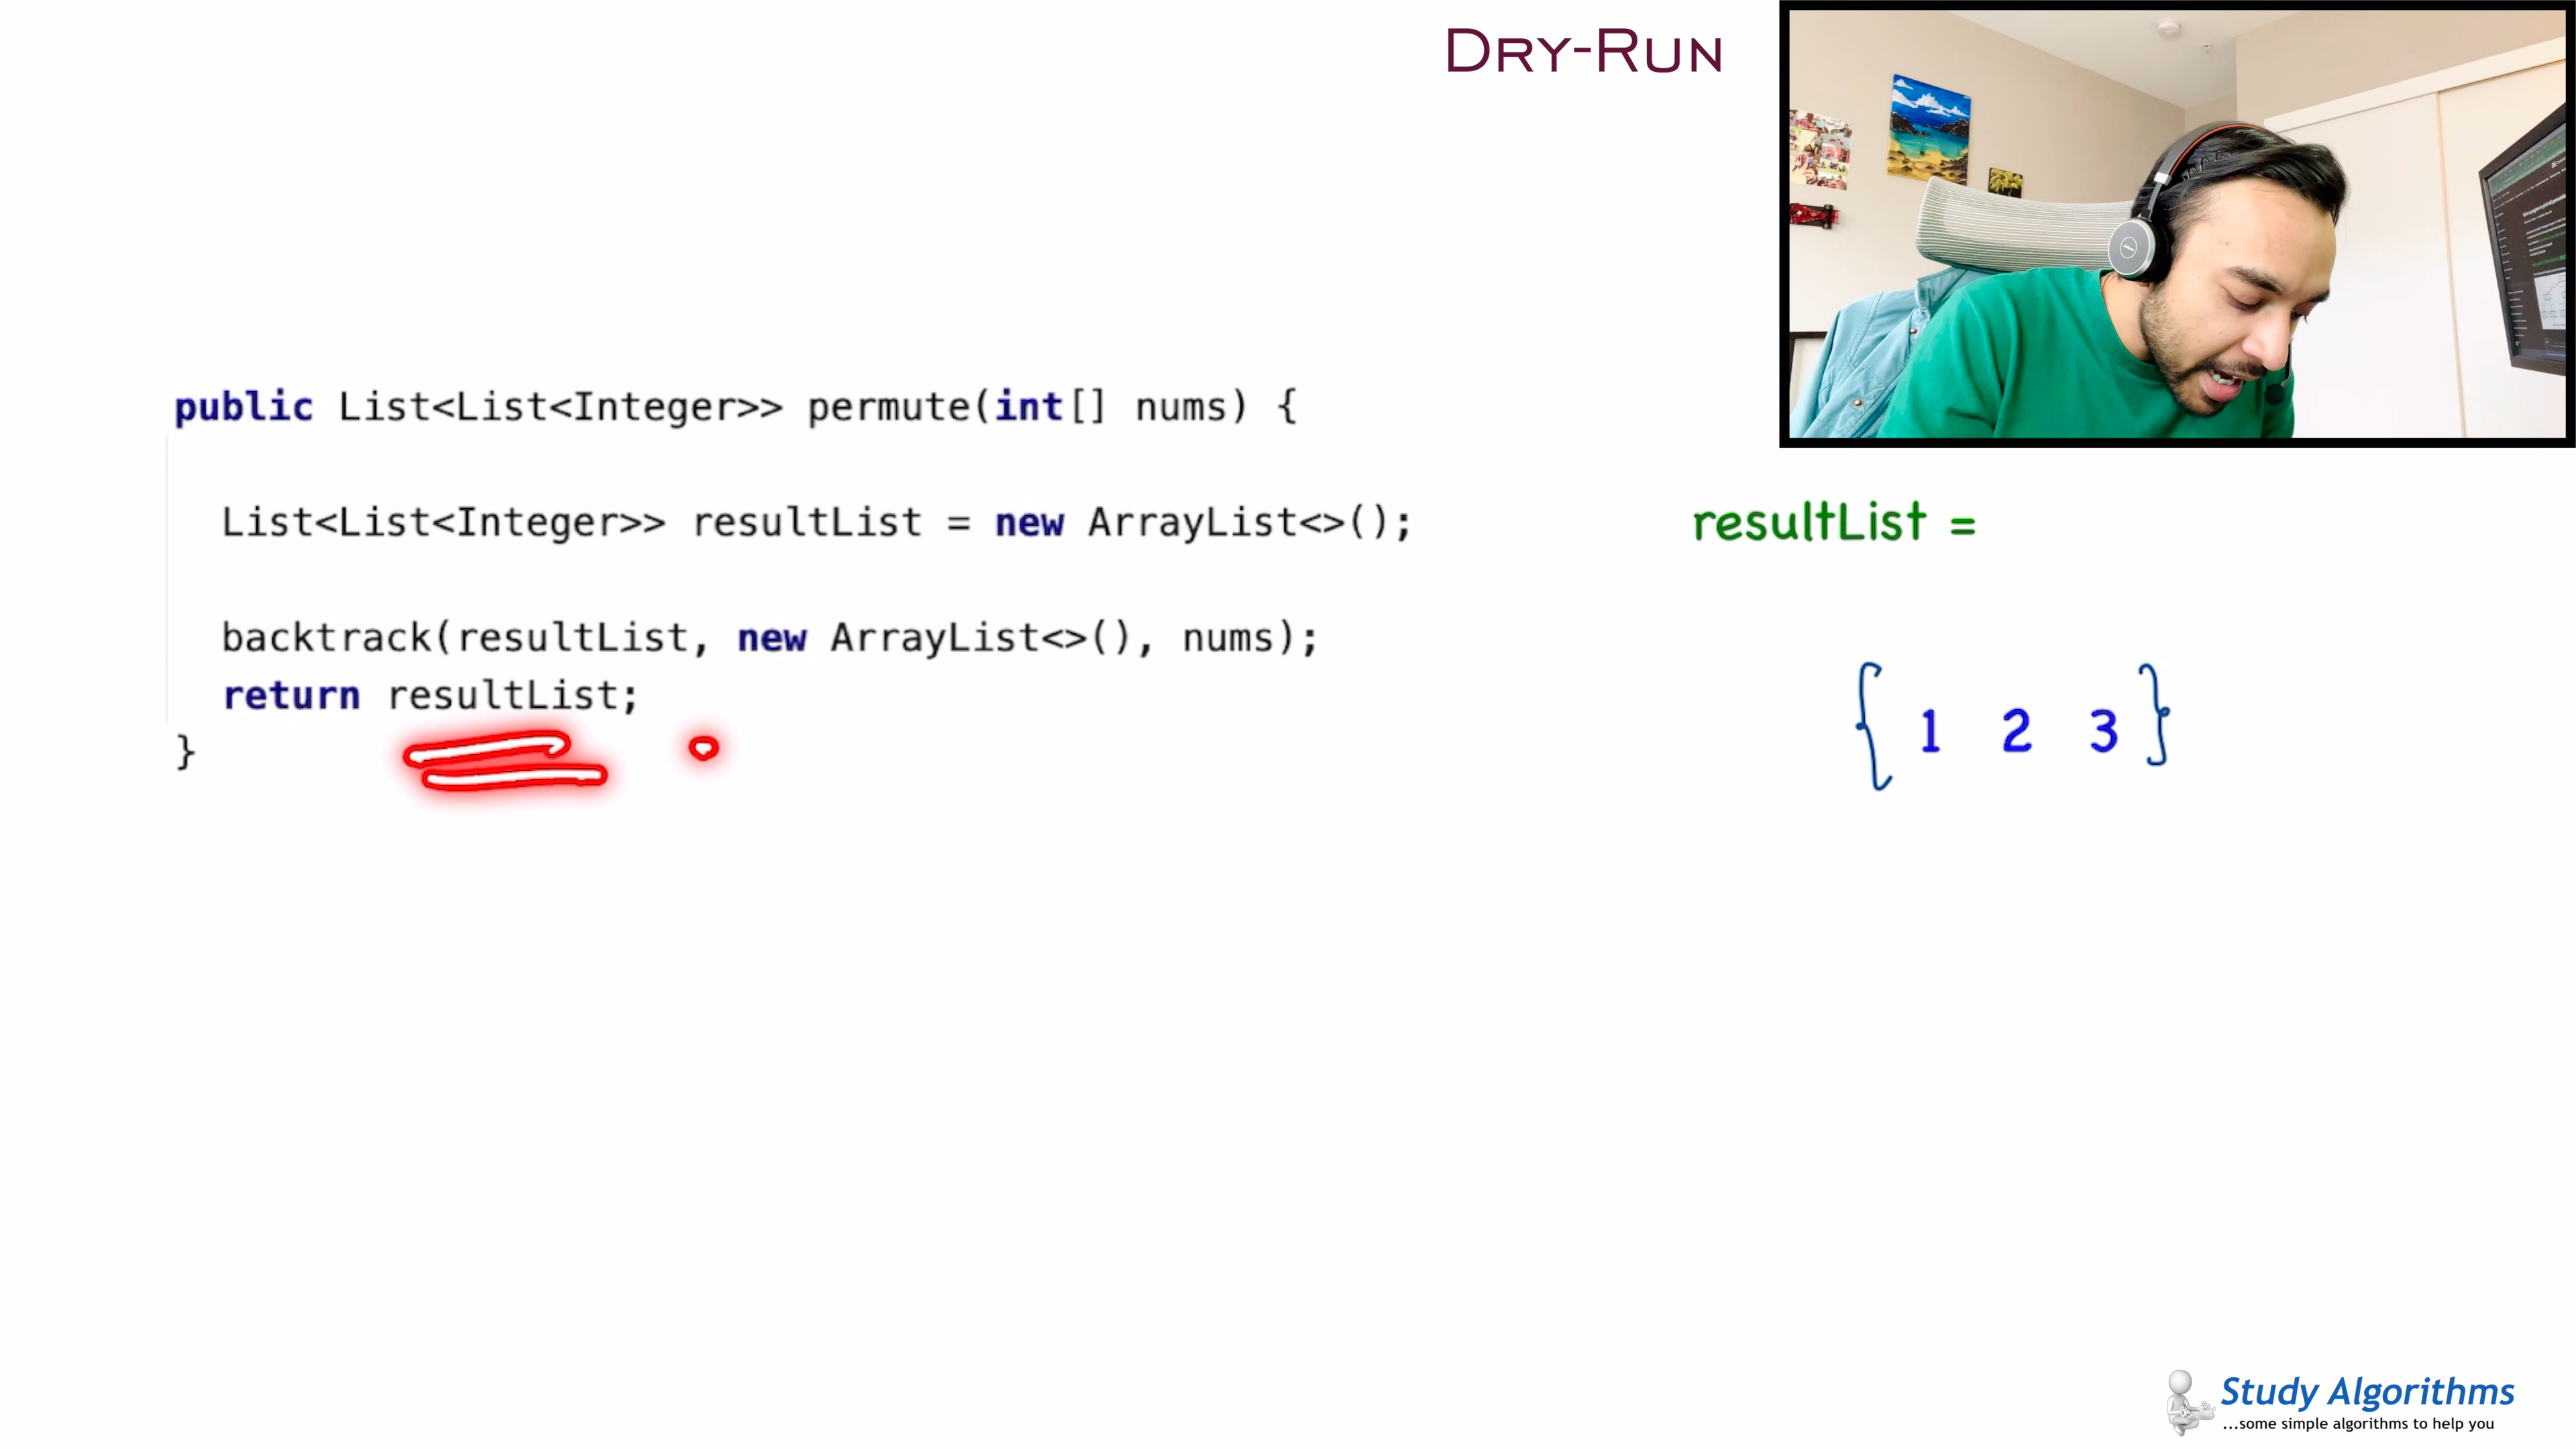 DRY-RUN
public List<List<Integer>> permute(int[] nums) {
List<List<Integer>> resultList = new ArrayList<>();
backtrack(resultList, new ArrayList<>(), nums);
return resultList;
}
resultList =
{ 1 2 3 }
Study Algorithms
...some simple algorithms to help you